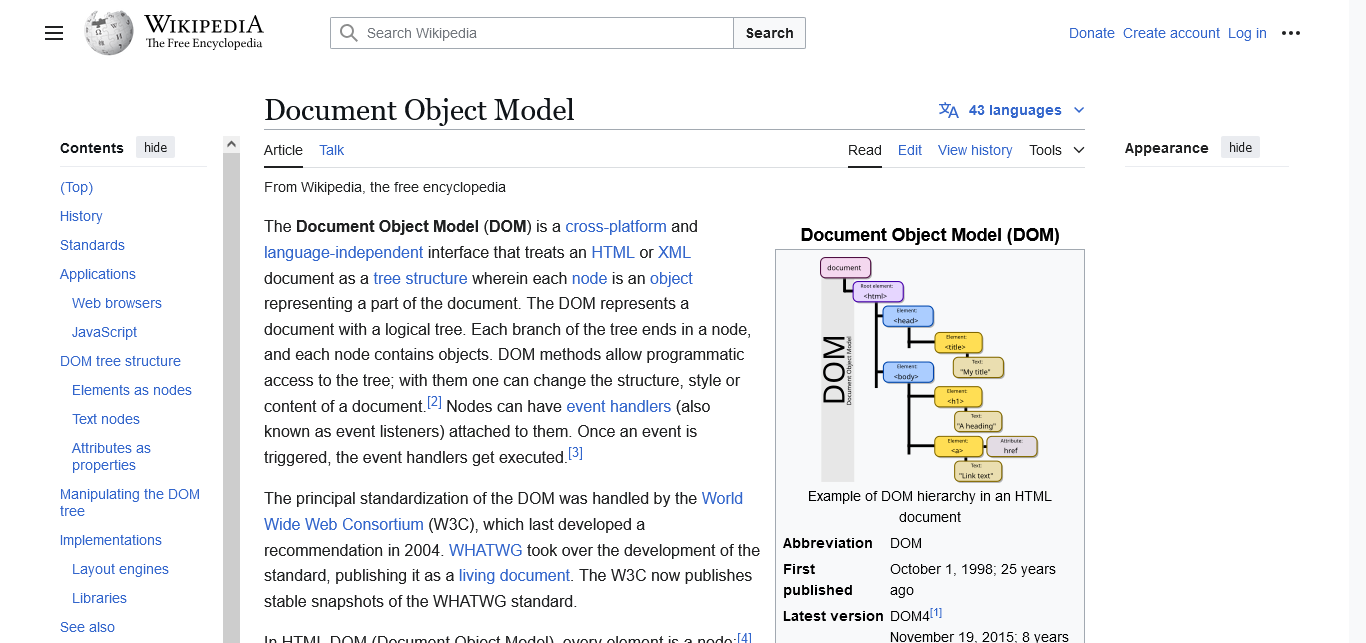 WIKIPEDIA
The Free Encyclopedia
Search Wikipedia
Search
Donate Create account Log in
Contents hide
(Top)
History
Standards
Applications
Web browsers
JavaScript
DOM tree structure
Elements as nodes
Text nodes
Attributes as
properties
Manipulating the DOM
tree
Implementations
Layout engines
Libraries
See also
Document Object Model
43 languages
Article Talk
Read Edit View history Tools
From Wikipedia, the free encyclopedia
The Document Object Model (DOM) is a cross-platform and
language-independent interface that treats an HTML or XML
document as a tree structure wherein each node is an object
representing a part of the document. The DOM represents a
document with a logical tree. Each branch of the tree ends in a node,
and each node contains objects. DOM methods allow programmatic
access to the tree; with them one can change the structure, style or
content of a document.[2] Nodes can have event handlers (also
known as event listeners) attached to them. Once an event is
triggered, the event handlers get executed.[3]
The principal standardization of the DOM was handled by the World
Wide Web Consortium (W3C), which last developed a
recommendation in 2004. WHATWG took over the development of the
standard, publishing it as a living document. The W3C now publishes
stable snapshots of the WHATWG standard.
In HTML DOM (Document Object Model), every element is a node:[4]
Document Object Model (DOM)
DOM
Document Object Model
document
Root element:
<html>
Element:
<head>
Element:
<title>
Text:
"My title"
Element:
<body>
Element:
<h1>
Text:
"A heading"
Element:
<a>
Attribute:
href
Text:
"Link text"
Example of DOM hierarchy in an HTML
document
Abbreviation DOM
First published October 1, 1998; 25 years
ago
Latest version DOM4[1]
November 19, 2015; 8 years
Appearance hide